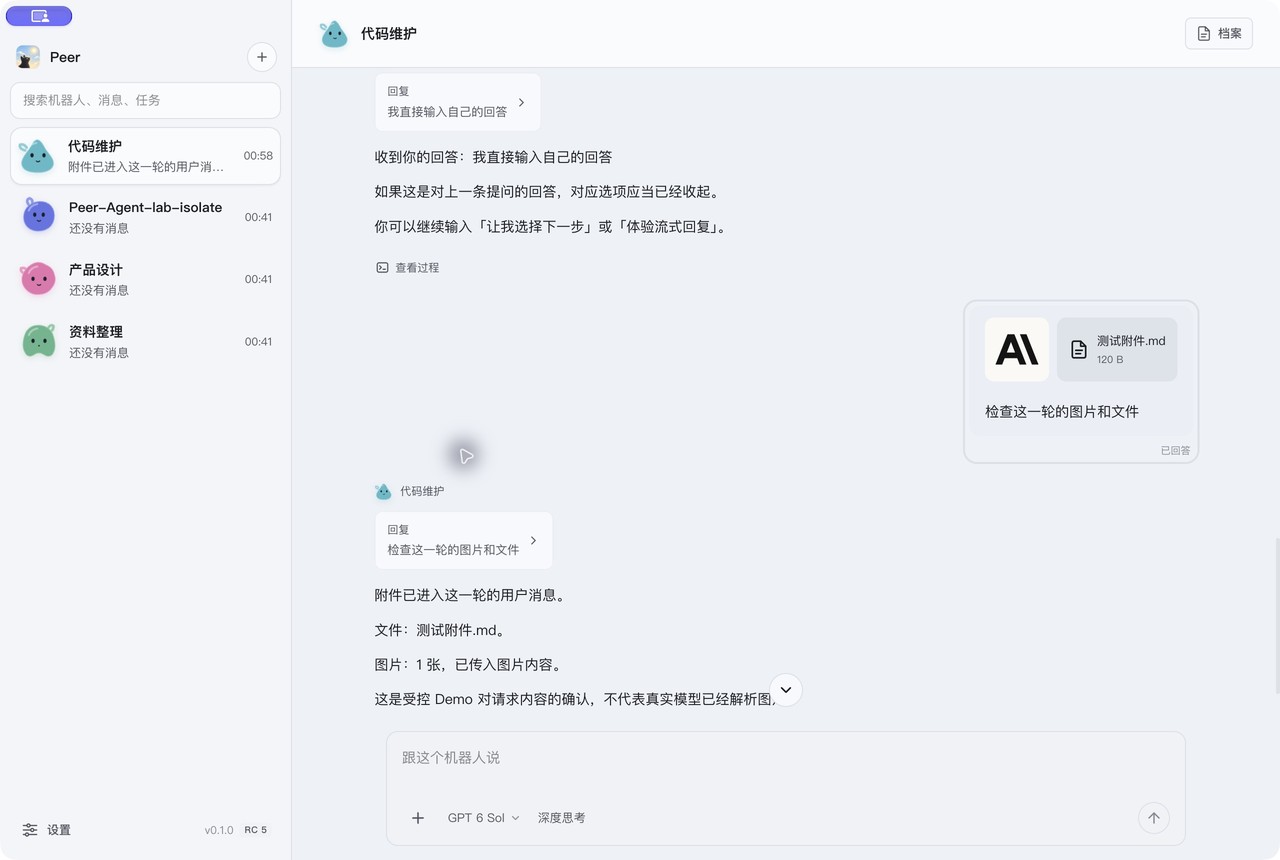 Peer
搜索机器人、消息、任务
代码维护
附件已进入这一轮的用户消...
00:58
Peer-Agent-lab-isolate
还没有消息
00:41
产品设计
还没有消息
00:41
资料整理
还没有消息
00:41
设置
v0.1.0 RC 5
代码维护
档案
回复
我直接输入自己的回答
收到你的回答：我直接输入自己的回答
如果这是对上一条提问的回答，对应选项应当已经收起。
你可以继续输入「让我选择下一步」或「体验流式回复」。
查看过程
A\
测试附件.md
120 B
检查这一轮的图片和文件
已回答
代码维护
回复
检查这一轮的图片和文件
附件已进入这一轮的用户消息。
文件：测试附件.md。
图片：1 张，已传入图片内容。
这是受控 Demo 对请求内容的确认，不代表真实模型已经解析图
跟这个机器人说
GPT 6 Sol
深度思考